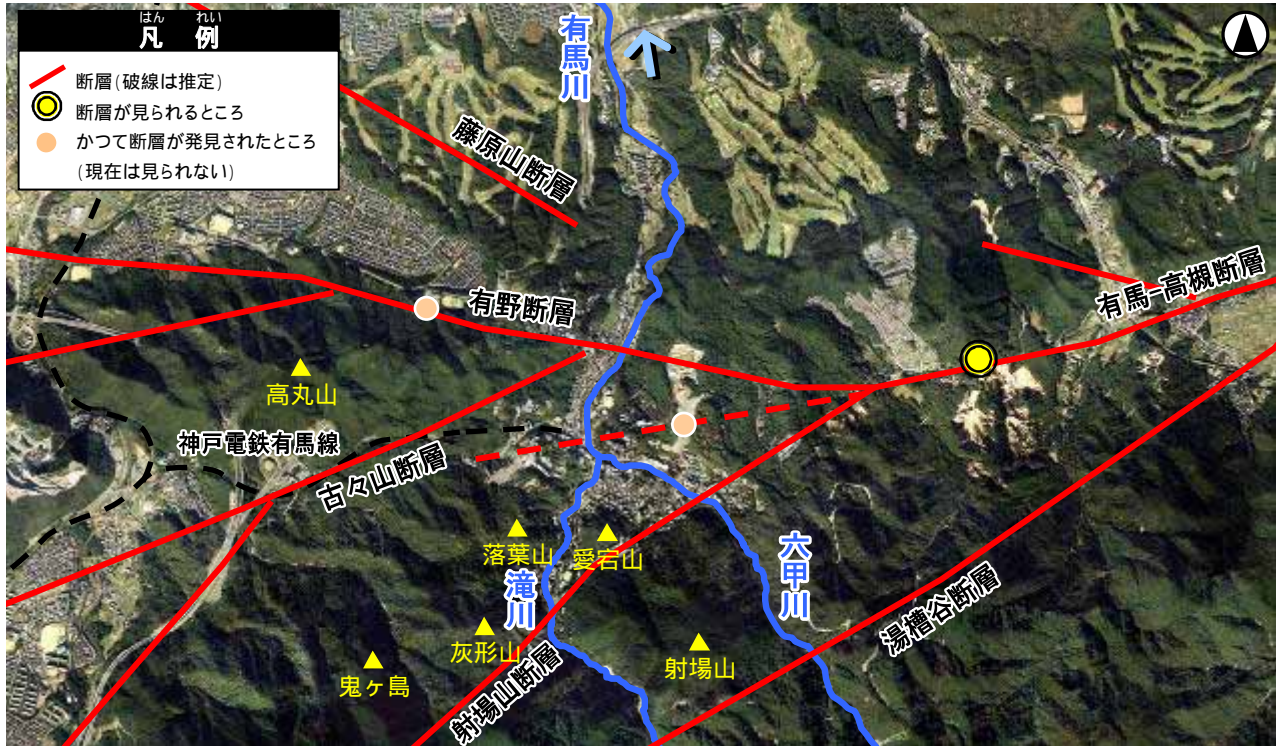 はん れい
凡 例
断層(破線は推定)
断層が見られるところ
かつて断層が発見されたところ
(現在は見られない)
有馬川
藤原山断層
有野断層
有馬-高槻断層
高丸山
神戸電鉄有馬線
古々山断層
落葉山
愛宕山
滝川
六甲川
湯槽谷断層
灰形山
射場山
鬼ヶ島
射場山断層